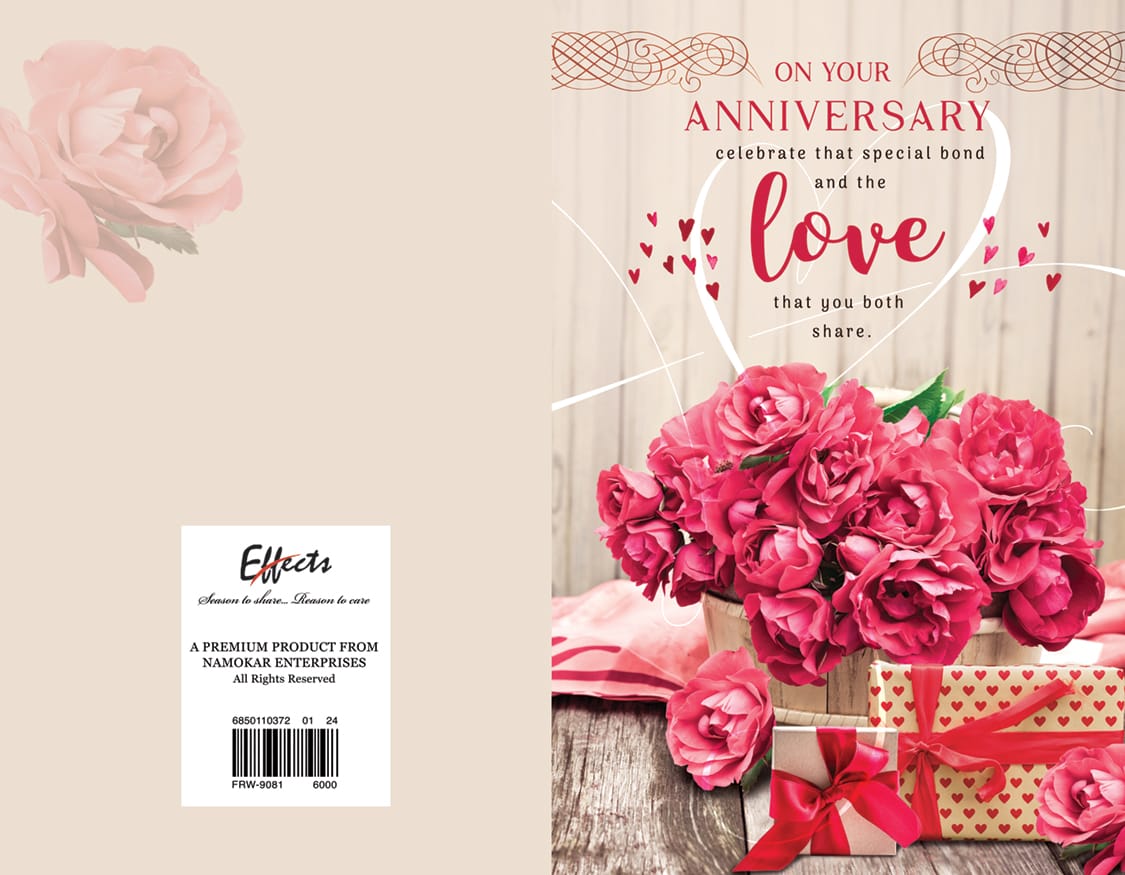 ON YOUR
ANNIVERSARY
celebrate that special bond
and the
love
that you both
share.
Effects
Season to share... Reason to care
A PREMIUM PRODUCT FROM
NAMOKAR ENTERPRISES
All Rights Reserved
6850110372 01 24
FRW-9081 6000